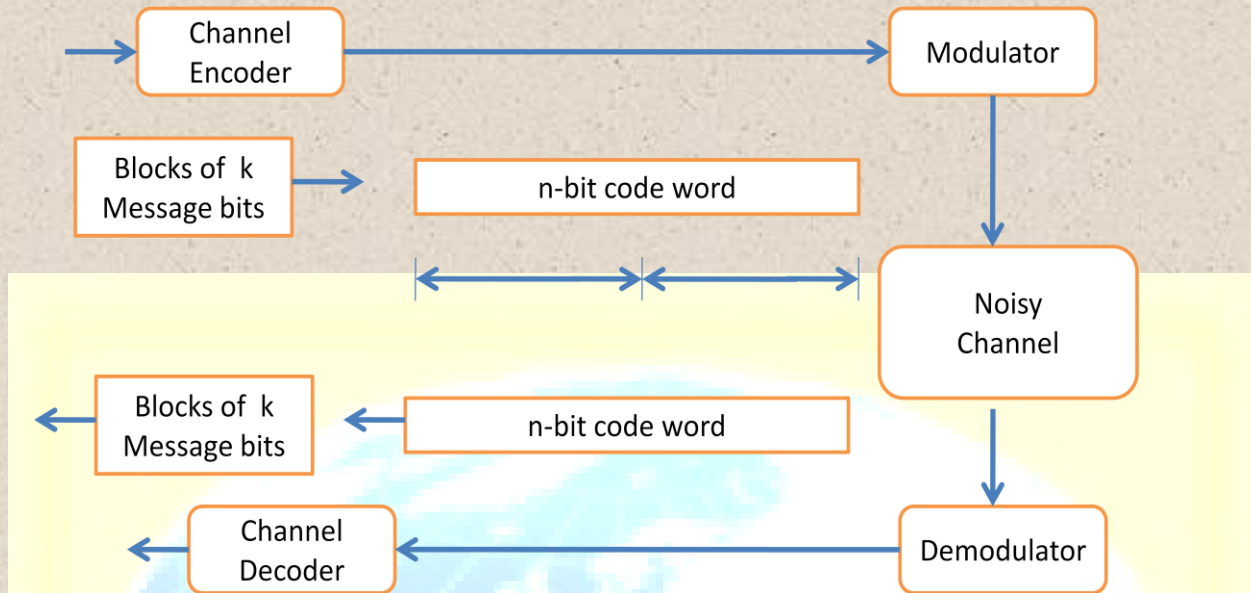 Channel
Encoder
Modulator
Blocks of k
Message bits
n-bit code word
Noisy
Channel
Blocks of k
Message bits
n-bit code word
Channel
Decoder
Demodulator